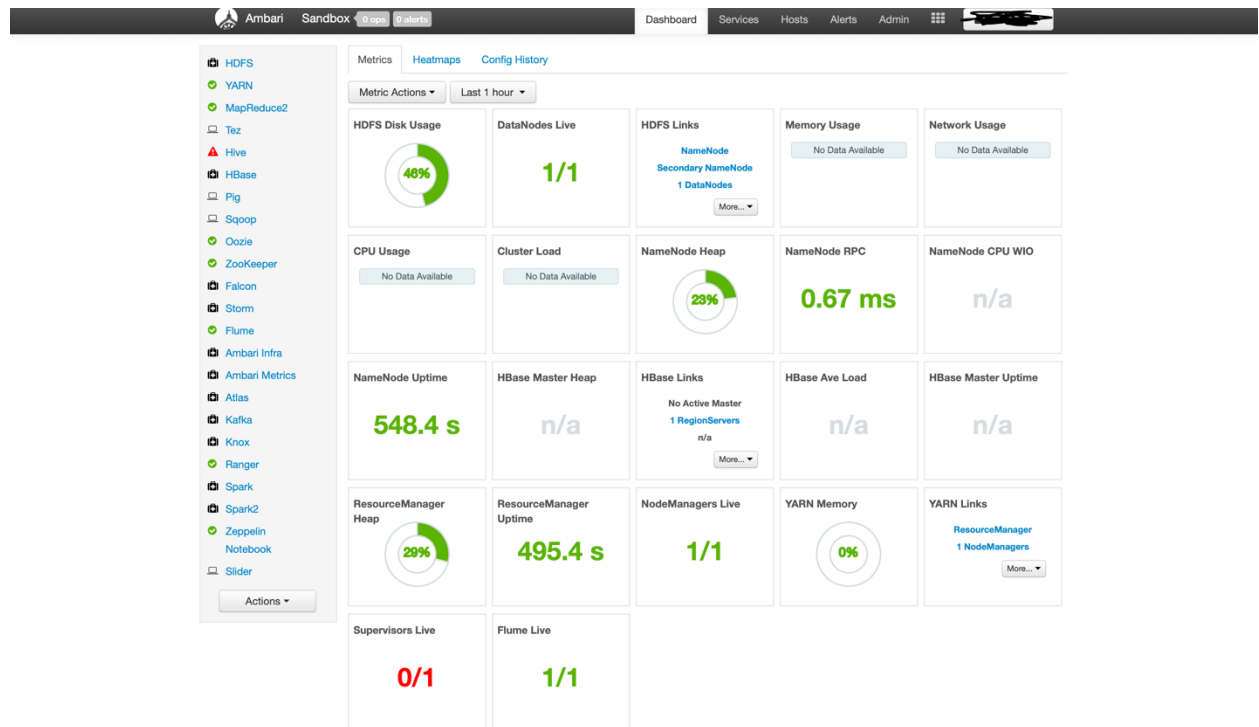 Ambari Sandbox 0 ops 0 alerts Dashboard Services Hosts Alerts Admin
HDFS
YARN
MapReduce2
Tez
Hive
HBase
Pig
Sqoop
Oozie
ZooKeeper
Falcon
Storm
Flume
Ambari Infra
Ambari Metrics
Atlas
Kafka
Knox
Ranger
Spark
Spark2
Zeppelin
Notebook
Slider
Actions
Metrics Heatmaps Config History
Metric Actions Last 1 hour
HDFS Disk Usage
46%
DataNodes Live
1/1
HDFS Links
NameNode
Secondary NameNode
1 DataNodes
More...
Memory Usage
No Data Available
Network Usage
No Data Available
CPU Usage
No Data Available
Cluster Load
No Data Available
NameNode Heap
23%
NameNode RPC
0.67 ms
NameNode CPU WIO
n/a
NameNode Uptime
548.4 s
HBase Master Heap
n/a
HBase Links
No Active Master
1 RegionServers
n/a
More...
HBase Ave Load
n/a
HBase Master Uptime
n/a
ResourceManager
Heap
29%
ResourceManager
Uptime
495.4 s
NodeManagers Live
1/1
YARN Memory
0%
YARN Links
ResourceManager
1 NodeManagers
More...
Supervisors Live
0/1
Flume Live
1/1